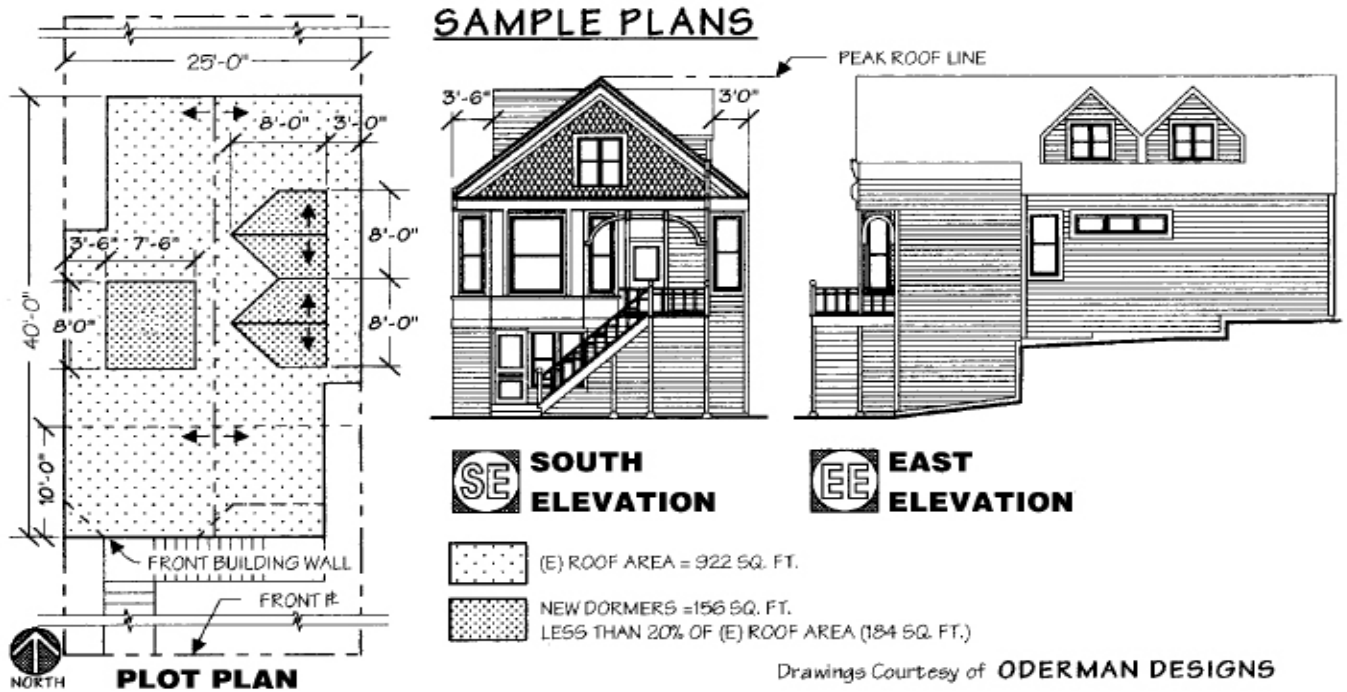 SAMPLE PLANS
25'-0"
8'-0" 3'-0"
8'-0"
3'-6" 7'-6"
8'0"
8'-0"
40'-0"
10'-0"
FRONT BUILDING WALL
FRONT PL
NORTH
PLOT PLAN
PEAK ROOF LINE
3'-6"
3'0"
SE SOUTH
ELEVATION
EE EAST
ELEVATION
(E) ROOF AREA = 922 SQ. FT.
NEW DORMERS =156 SQ. FT.
LESS THAN 20% OF (E) ROOF AREA (184 SQ. FT.)
Drawings Courtesy of ODERMAN DESIGNS